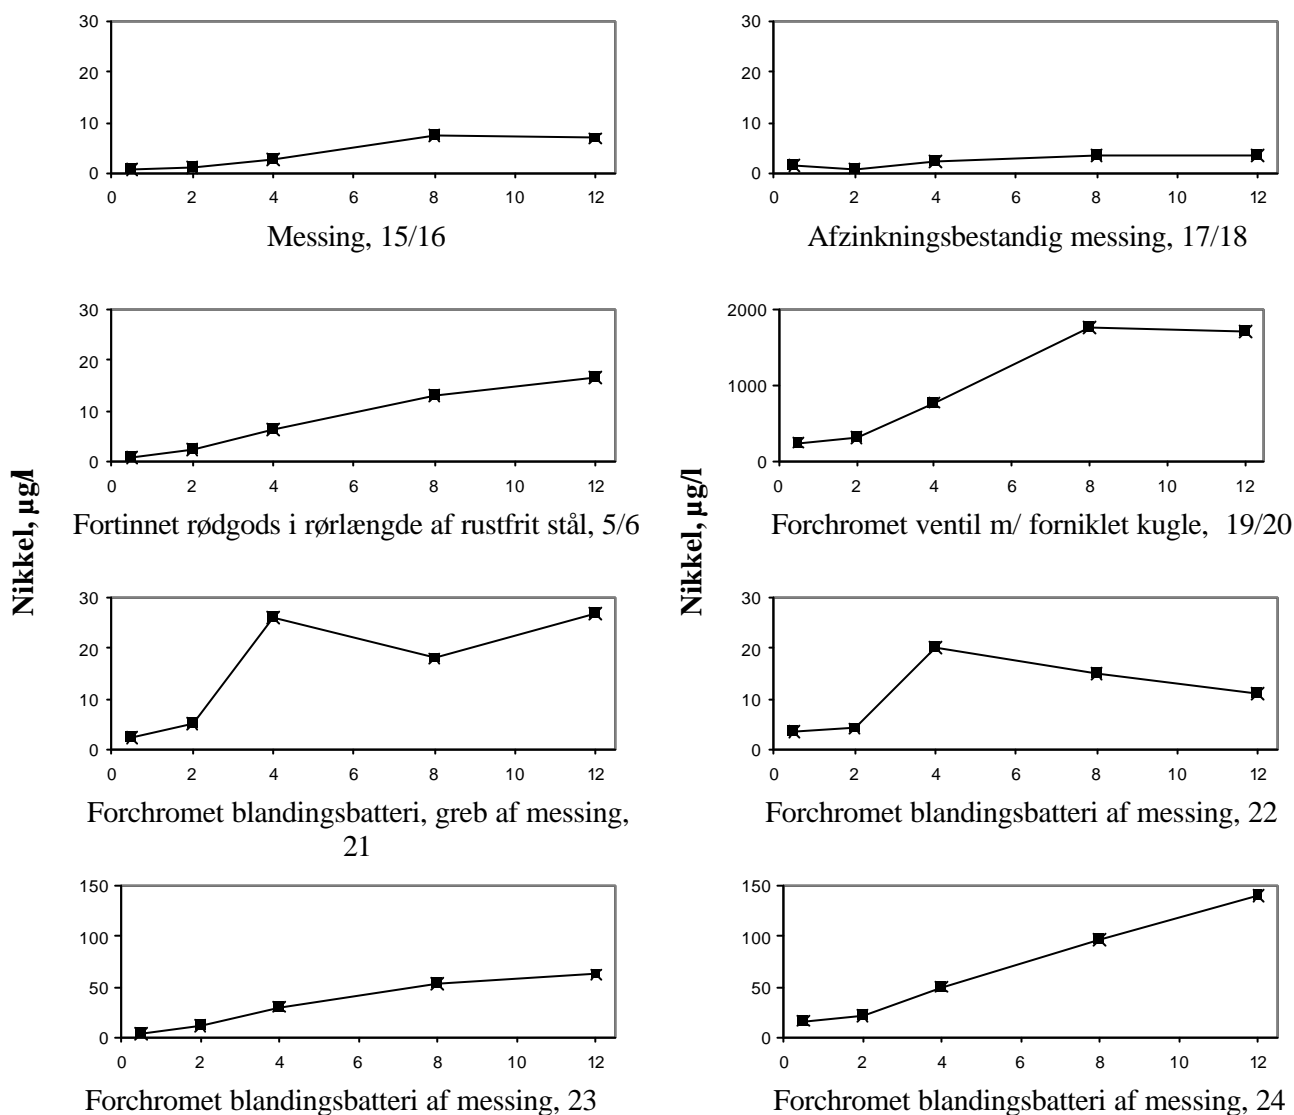 30
20
10
0
0 2 4 6 8 10 12
Messing, 15/16
30
20
10
0
0 2 4 6 8 10 12
Afzinkningsbestandig messing, 17/18
30
20
10
0
0 2 4 6 8 10 12
Fortinnet rødgods i rørlængde af rustfrit stål, 5/6
2000
1000
0
0 2 4 6 8 10 12
Forchromet ventil m/ forniklet kugle, 19/20
Nikkel, µg/l
Nikkel, µg/l
30
20
10
0
0 2 4 6 8 10 12
Forchromet blandingsbatteri, greb af messing,
21
30
20
10
0
0 2 4 6 8 10 12
Forchromet blandingsbatteri af messing, 22
150
100
50
0
0 2 4 6 8 10 12
Forchromet blandingsbatteri af messing, 23
150
100
50
0
0 2 4 6 8 10 12
Forchromet blandingsbatteri af messing, 24